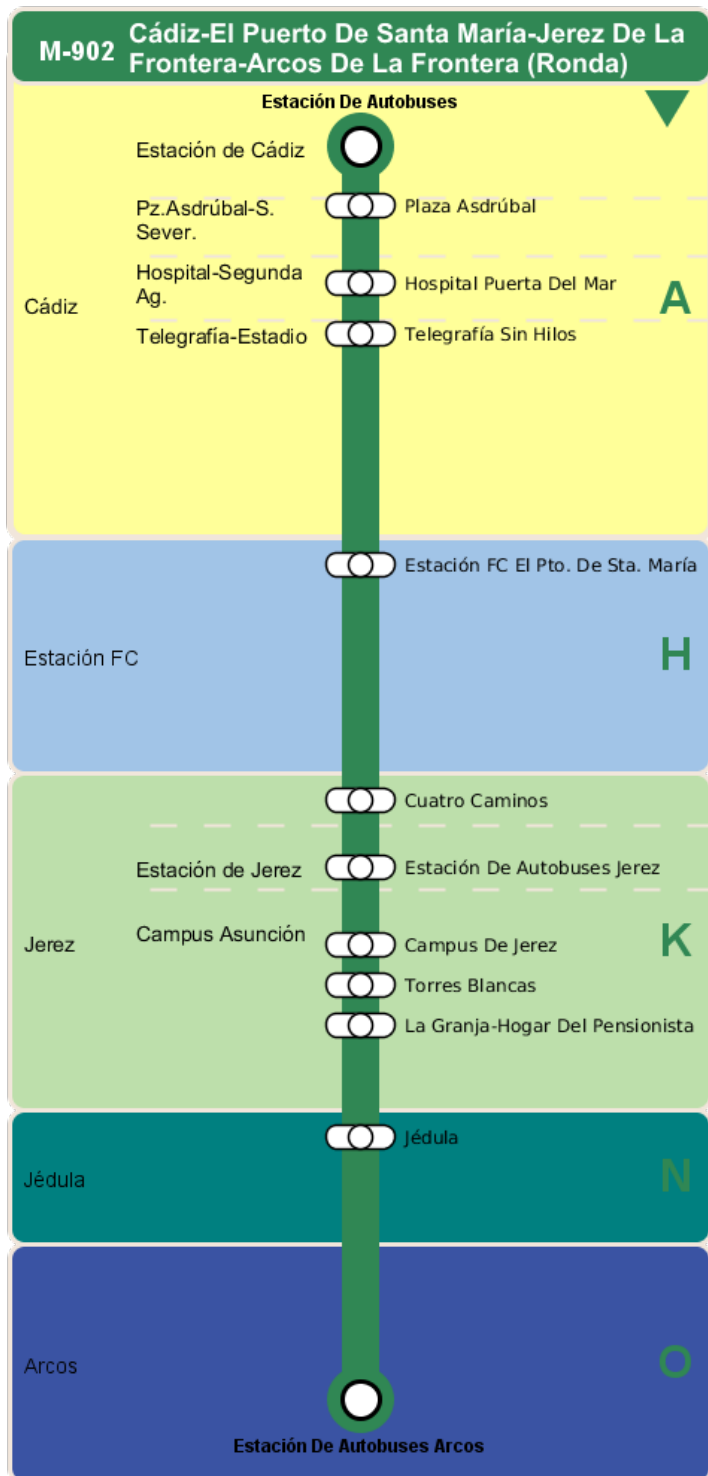 M-902
Cádiz-El Puerto De Santa María-Jerez De La
Frontera-Arcos De La Frontera (Ronda)
Estación De Autobuses
Estación de Cádiz
Pz.Asdrúbal-S.
Sever.
Plaza Asdrúbal
Hospital-Segunda
Ag.
Hospital Puerta Del Mar
A
Cádiz
Telegrafía-Estadio
Telegrafía Sin Hilos
Estación FC El Pto. De Sta. María
Estación FC
H
Cuatro Caminos
Estación de Jerez
Estación De Autobuses Jerez
Campus Asunción
Jerez
Campus De Jerez
K
Torres Blancas
La Granja-Hogar Del Pensionista
Jédula
Jédula
N
Arcos
O
Estación De Autobuses Arcos